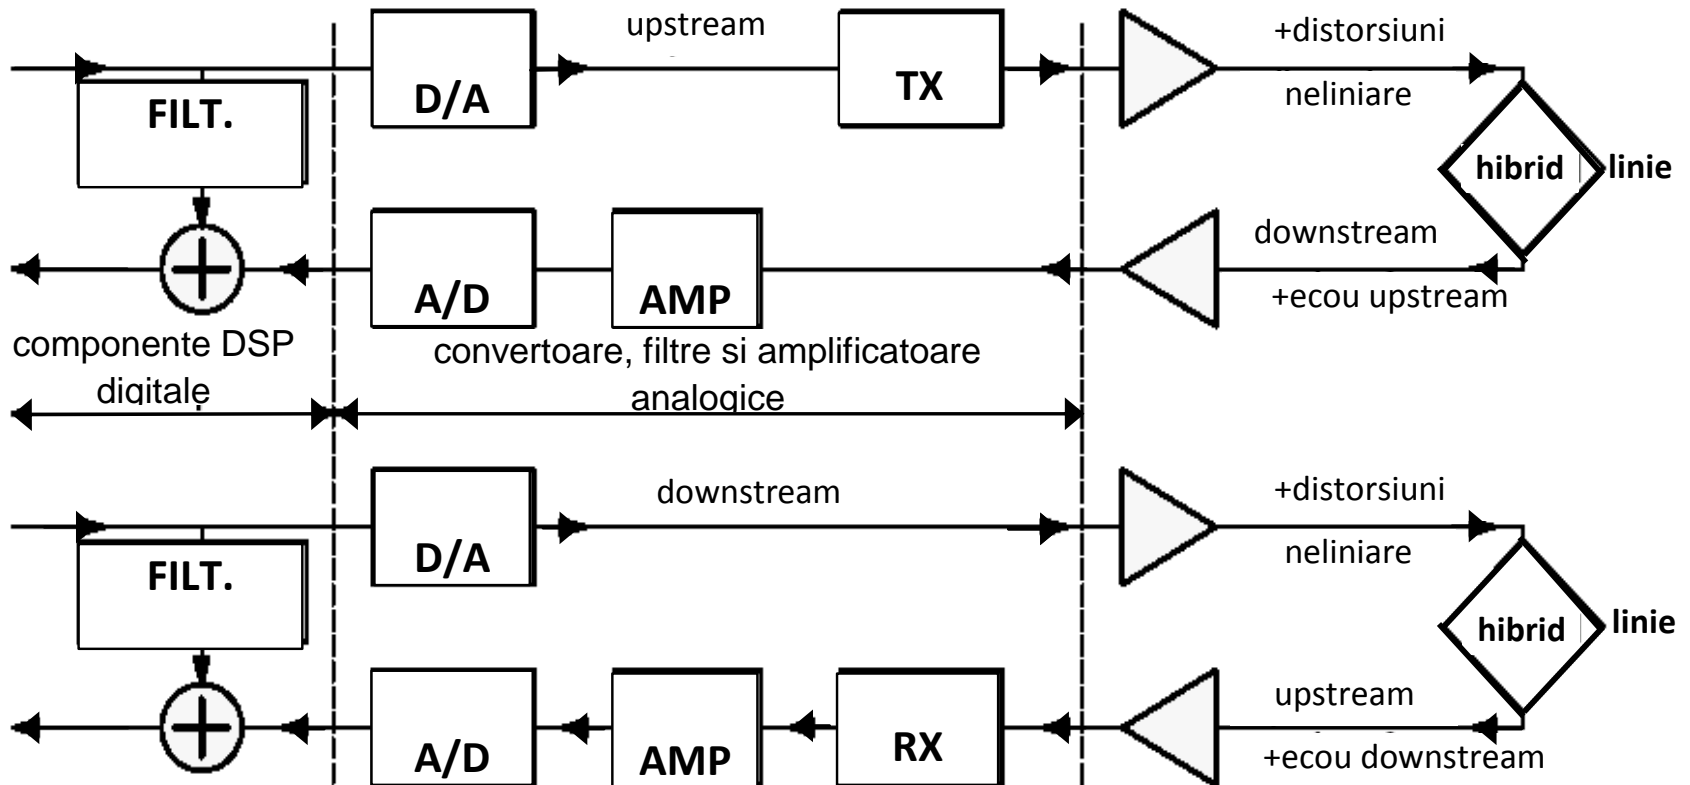 upstream
+distorsiuni
neliniare
FILT.
D/A
TX
hibrid
linie
downstream
+ecou upstream
A/D
AMP
componente DSP
digitale
convertoare, filtre si amplificatoare
analogice
downstream
+distorsiuni
neliniare
FILT.
D/A
hibrid
linie
upstream
+ecou downstream
A/D
AMP
RX